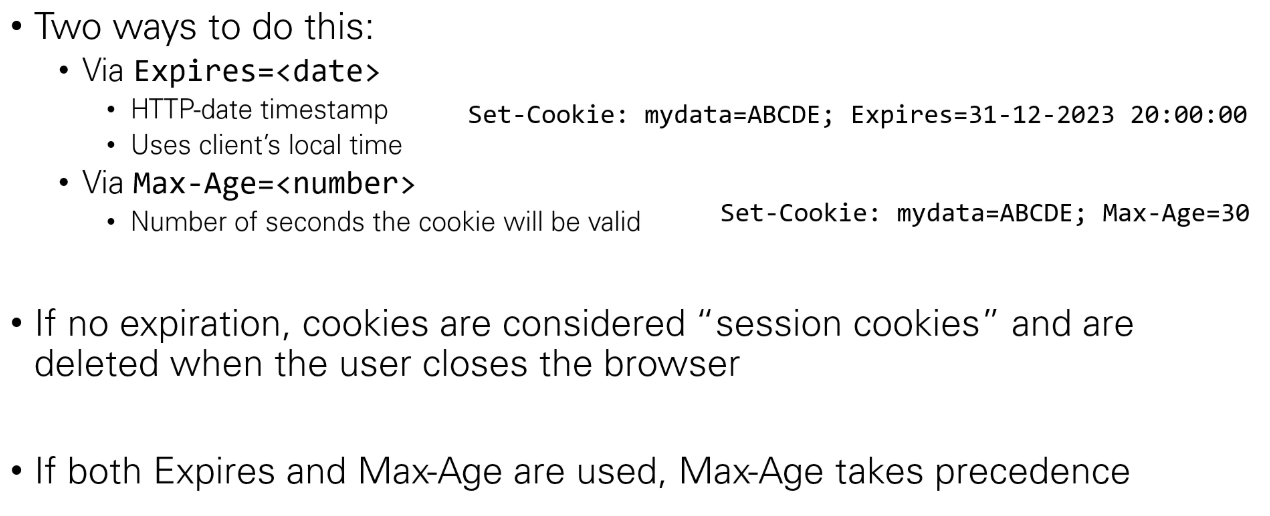 • Two ways to do this:
• Via Expires=<date>
• HTTP-date timestamp
Set-Cookie: mydata=ABCDE; Expires=31-12-2023 20:00:00
• Uses client's local time
• Via Max-Age=<number>
• Number of seconds the cookie will be valid
Set-Cookie: mydata=ABCDE; Max-Age=30
• If no expiration, cookies are considered “session cookies” and are
deleted when the user closes the browser
• If both Expires and Max-Age are used, Max-Age takes precedence